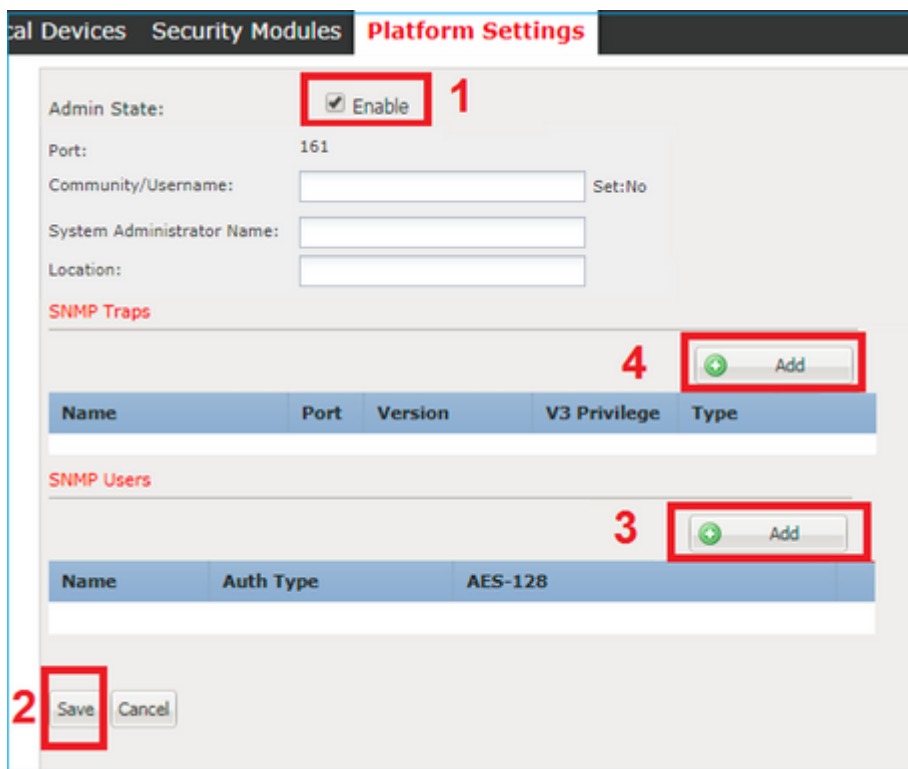 cal Devices Security Modules Platform Settings
Admin State: Enable 1
Port: 161
Community/Username: Set:No
System Administrator Name:
Location:
SNMP Traps
4 Add
Name Port Version V3 Privilege Type
SNMP Users
3 Add
Name Auth Type AES-128
2 Save Cancel